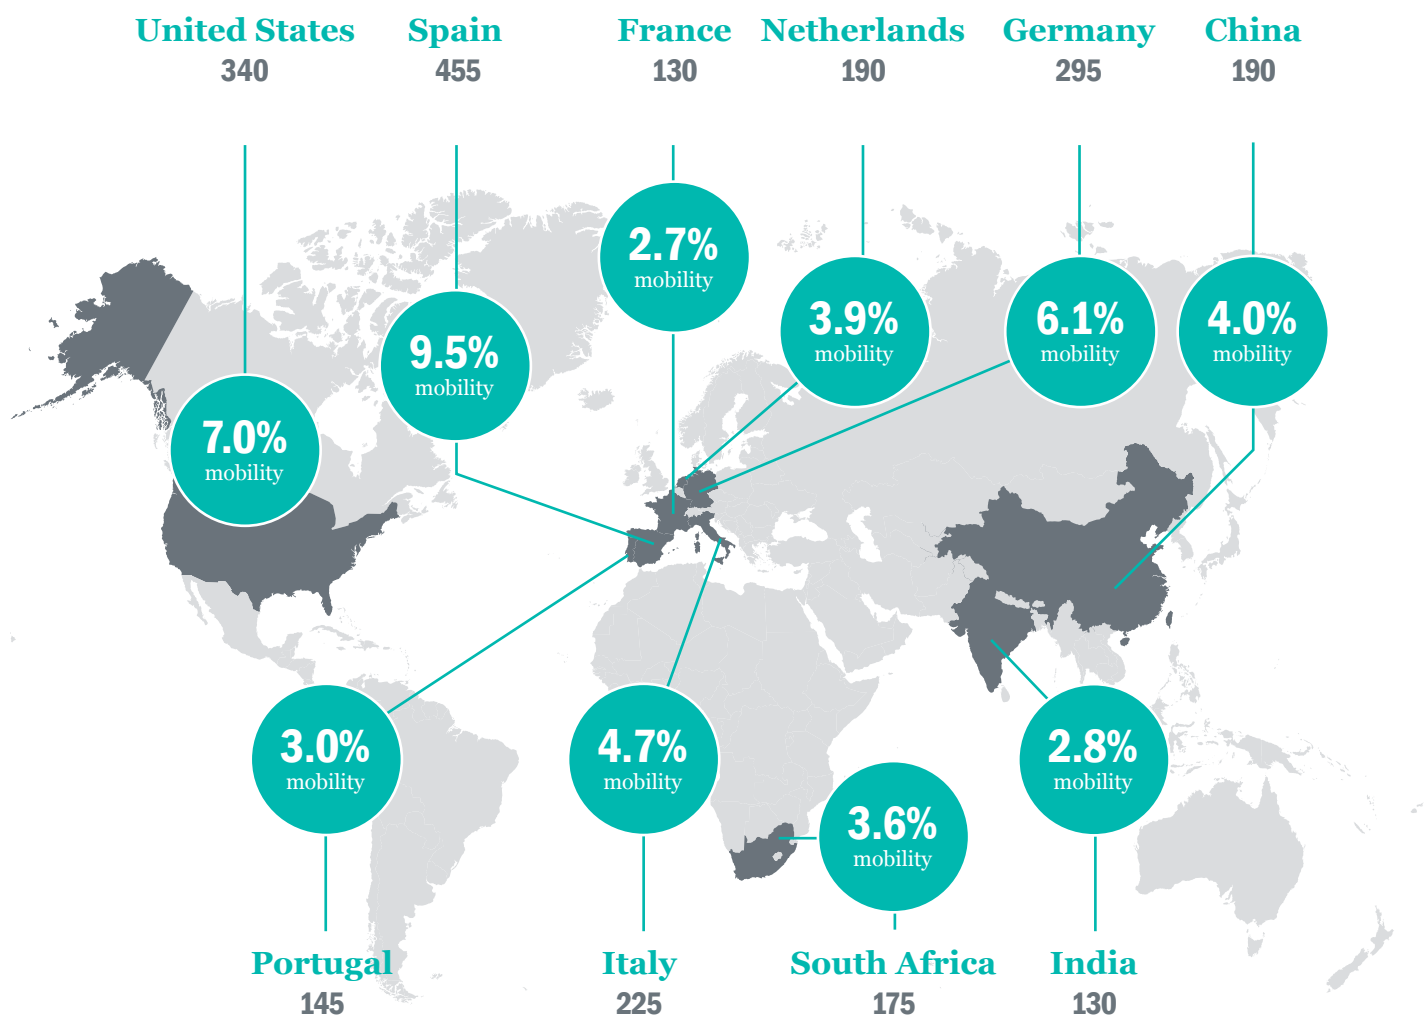 United States
340
Spain
455
France
130
Netherlands
190
Germany
295
China
190
2.7%
mobility
3.9%
mobility
6.1%
mobility
4.0%
mobility
9.5%
mobility
7.0%
mobility
3.0%
mobility
4.7%
mobility
3.6%
mobility
2.8%
mobility
Portugal
145
Italy
225
South Africa
175
India
130